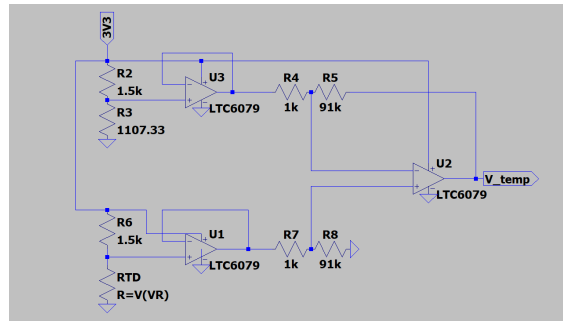 3V3
R2
1.5k
R3
1107.33
U3
LTC6079
R4
1k
R5
91k
U2
LTC6079
V_temp
R6
1.5k
RTD
R=V(VR)
U1
LTC6079
R7
1k
R8
91k